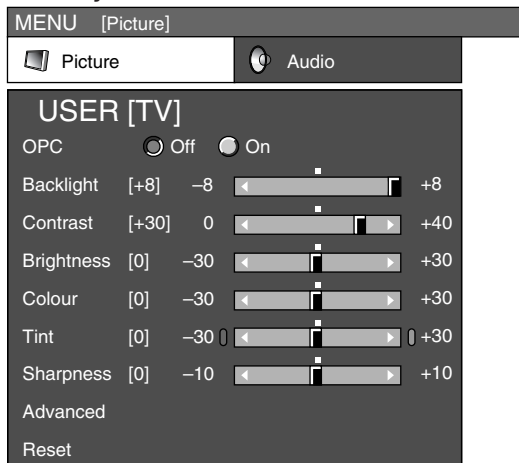 MENU [Picture]
Picture Audio
USER [TV]
OPC Off On
Backlight [+8] –8 +8
Contrast [+30] 0 +40
Brightness [0] –30 +30
Colour [0] –30 +30
Tint [0] –30 +30
Sharpness [0] –10 +10
Advanced
Reset